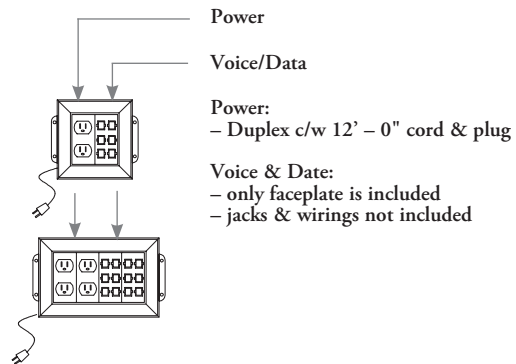 Power
Voice/Data
Power:
– Duplex c/w 12’ – 0" cord & plug
Voice & Date:
– only faceplate is included
– jacks & wirings not included